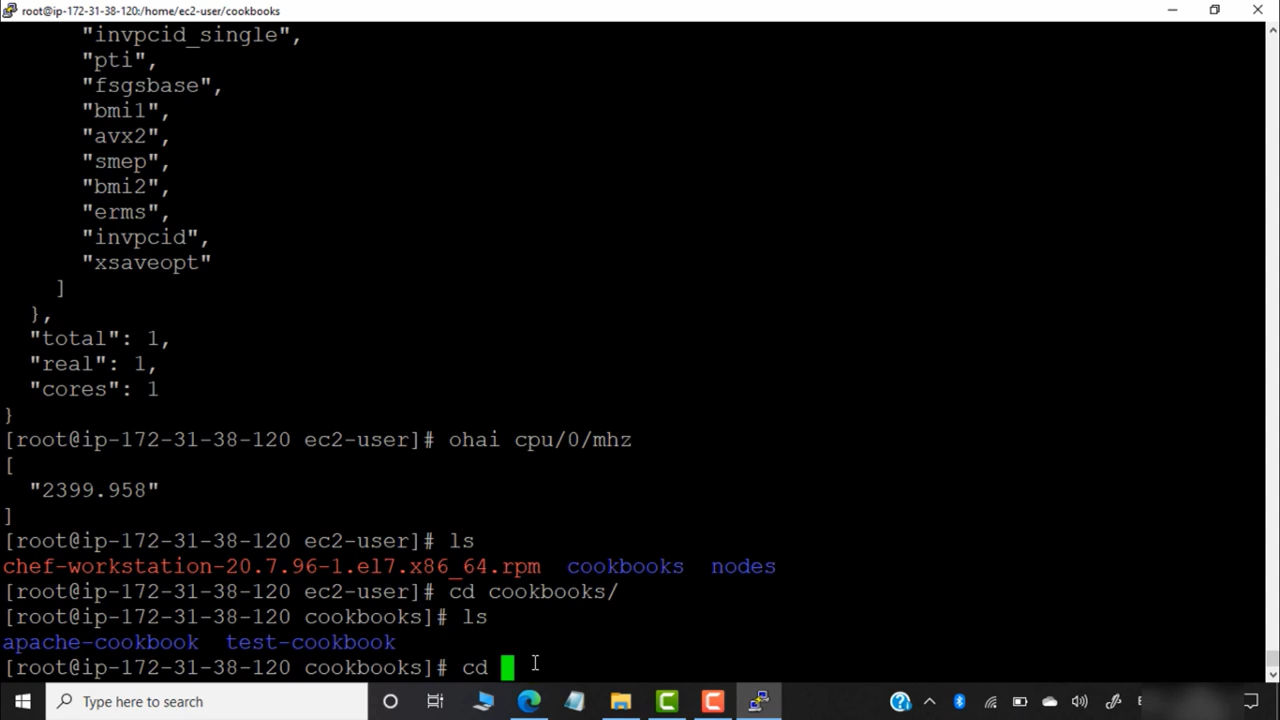 root@ip-172-31-38-120:/home/ec2-user/cookbooks
"invpcid_single",
"pti",
"fsgsbase",
"bmi1",
"avx2",
"smep",
"bmi2",
"erms",
"invpcid",
"xsaveopt"
]
},
"total": 1,
"real": 1,
"cores": 1
}
[root@ip-172-31-38-120 ec2-user]# ohai cpu/0/mhz
[
"2399.958"
]
[root@ip-172-31-38-120 ec2-user]# ls
chef-workstation-20.7.96-1.el7.x86_64.rpm cookbooks nodes
[root@ip-172-31-38-120 ec2-user]# cd cookbooks/
[root@ip-172-31-38-120 cookbooks]# ls
apache-cookbook test-cookbook
[root@ip-172-31-38-120 cookbooks]# cd
Type here to search